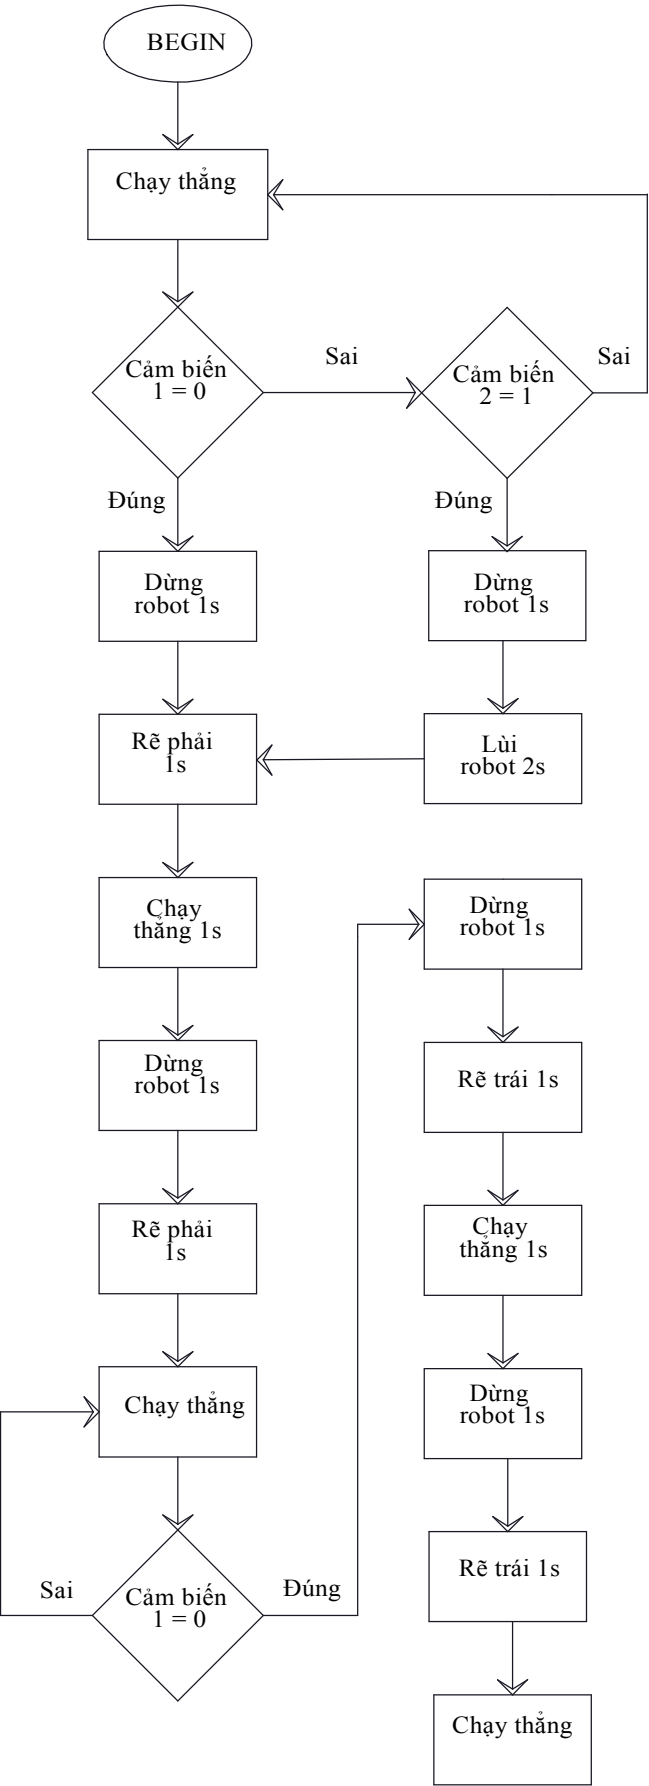 BEGIN
Chạy thẳng
Cảm biến
1 = 0
Sai
Cảm biến
2 = 1
Sai
Đúng
Đúng
Dừng
robot 1s
Dừng
robot 1s
Rẽ phải
1s
Lùi
robot 2s
Chạy
thẳng 1s
Dừng
robot 1s
Rẽ phải
1s
Chạy thẳng
Cảm biến
1 = 0
Sai
Đúng
Dừng
robot 1s
Rẽ trái 1s
Chạy
thẳng 1s
Dừng
robot 1s
Rẽ trái 1s
Chạy thẳng